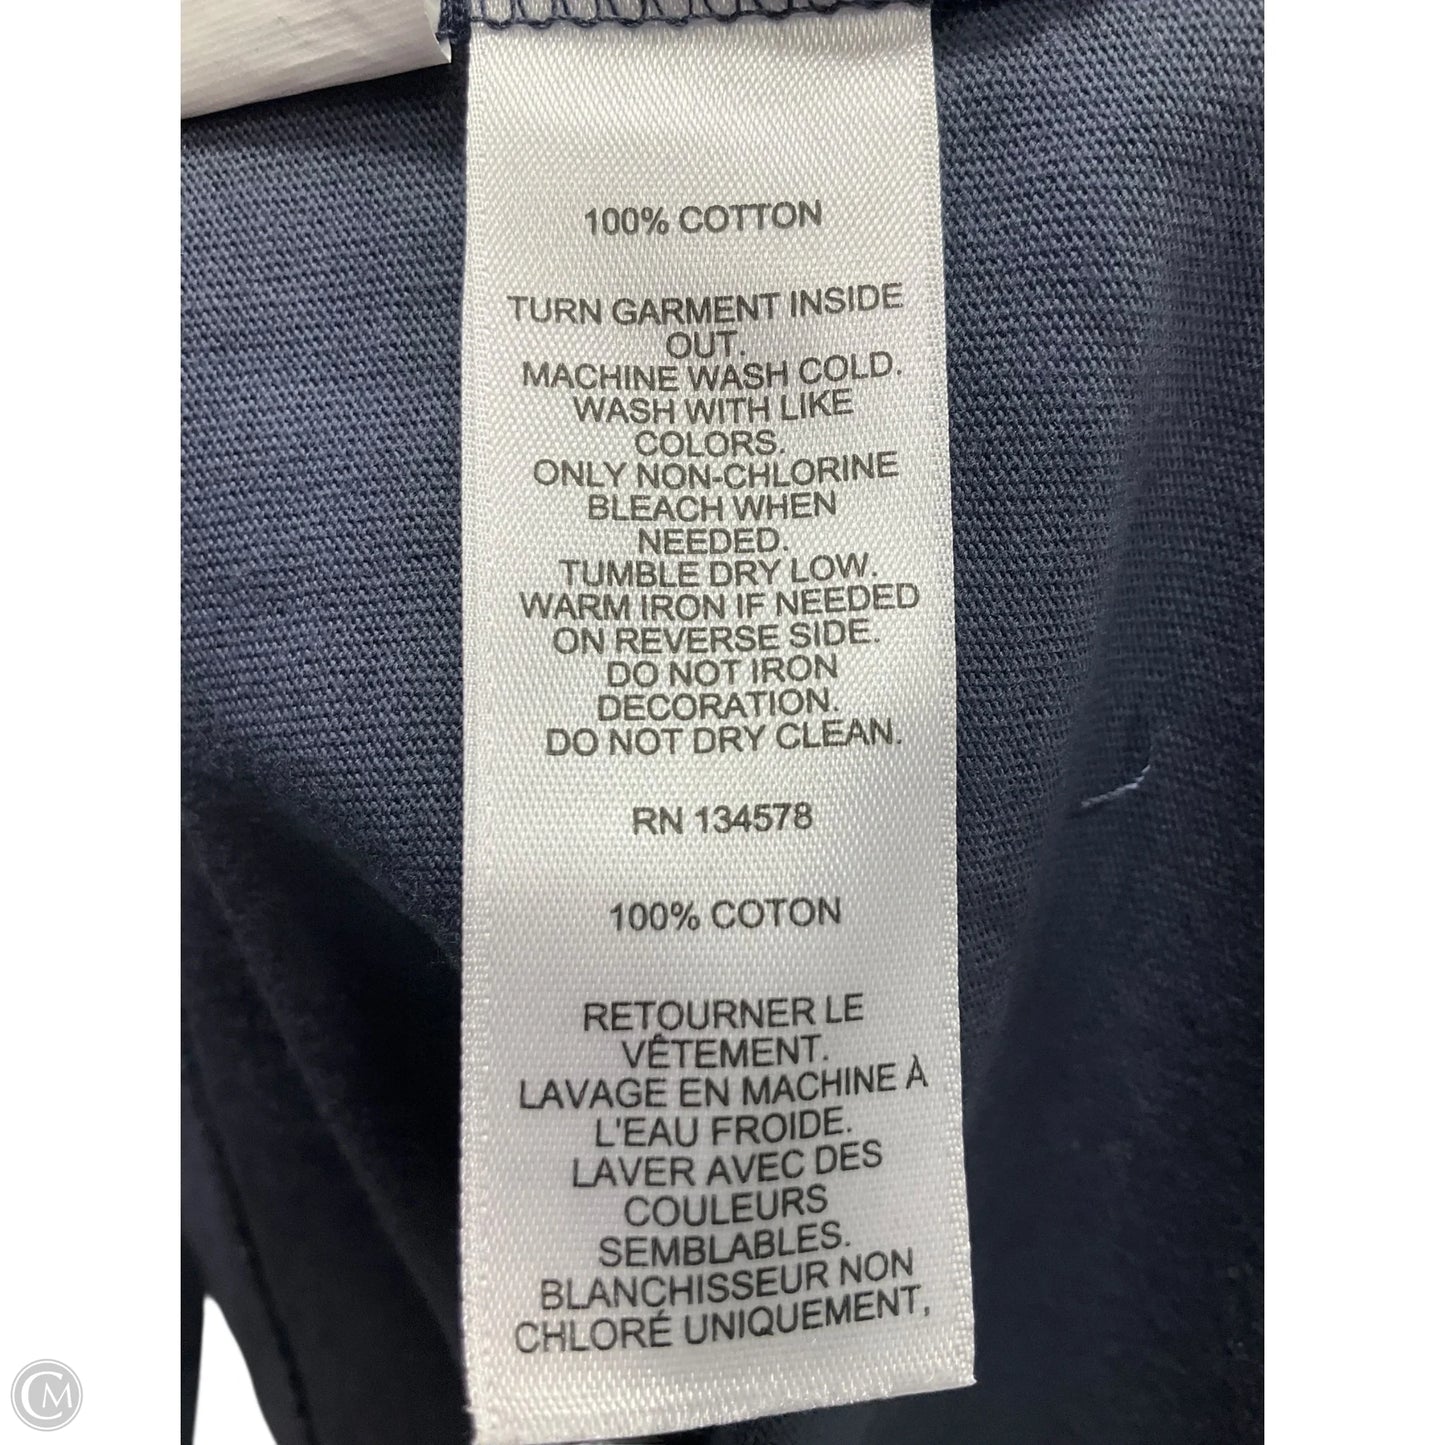 100% COTTON
TURN GARMENT INSIDE
OUT.
MACHINE WASH COLD.
WASH WITH LIKE
COLORS.
ONLY NON-CHLORINE
BLEACH WHEN
NEEDED.
TUMBLE DRY LOW.
WARM IRON IF NEEDED
ON REVERSE SIDE.
DO NOT IRON
DECORATION.
DO NOT DRY CLEAN.
RN 134578
100% COTON
RETOURNER LE
VÊTEMENT.
LAVAGE EN MACHINE À
L'EAU FROIDE.
LAVER AVEC DES
COULEURS
SEMBLABLES.
BLANCHISSEUR NON
CHLORÉ UNIQUEMENT,
CM